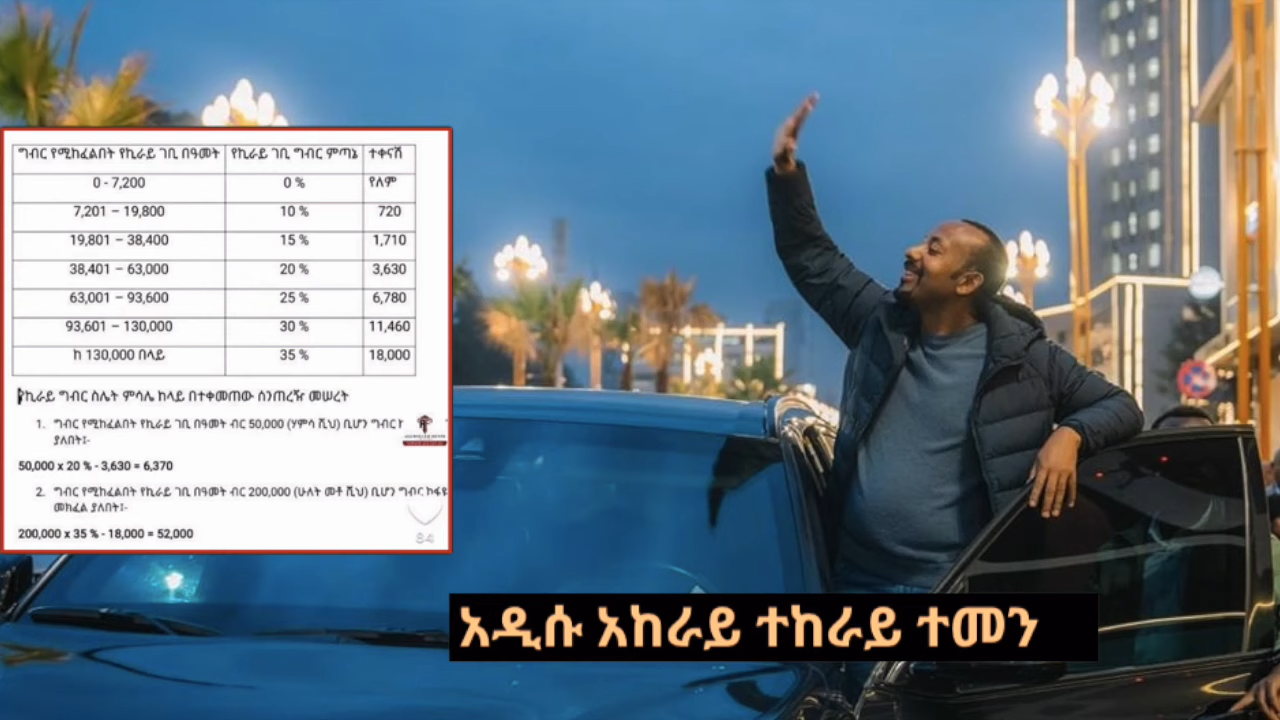 ግብር የሚከፈልበት የኪራይ ገቢ በዓመት የኪራይ ገቢ ግብር ምጣኔ ተቀናሽ
0 - 7,200 0 % የለም
7,201 – 19,800 10 % 720
19,801 – 38,400 15 % 1,710
38,401 – 63,000 20 % 3,630
63,001 – 93,600 25 % 6,780
93,601 – 130,000 30 % 11,460
ከ 130,000 በላይ 35 % 18,000
የኪራይ ግብር ስሌት ምሳሌ ከላይ በተቀመጠው ሰንጠረዥ መሠረት
1. ግብር የሚከፈልበት የኪራይ ገቢ በዓመት ብር 50,000 (ሃምሳ ሺህ) ቢሆን ግብር
ያለበት፡-
50,000 x 20 % - 3,630 = 6,370
2. ግብር የሚከፈልበት የኪራይ ገቢ በዓመት ብር 200,000 (ሁለት መቶ ሺህ) ቢሆን ግብር ከፋዩ
መክፈል ያለበት፡-
200,000 x 35 % - 18,000 = 52,000
84
አዲሱ አከራይ ተከራይ ተመን